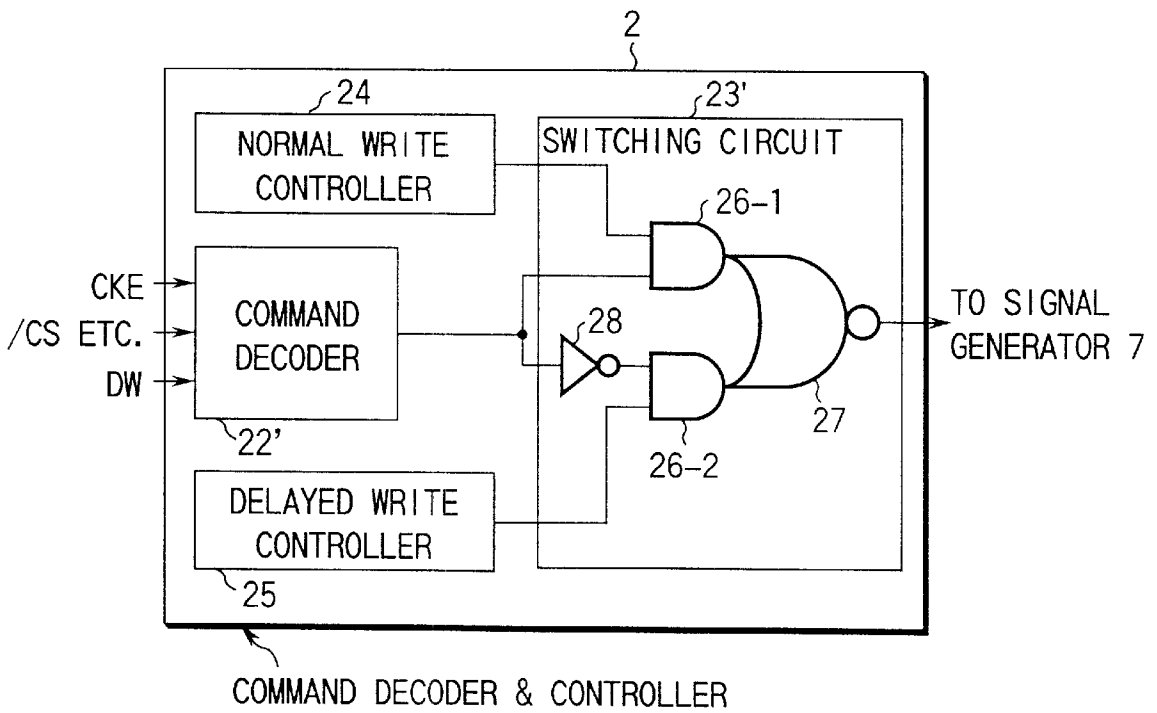 2
24
23'
NORMAL WRITE
CONTROLLER
SWITCHING CIRCUIT
26-1
CKE
/CS ETC.
DW
COMMAND
DECODER
22'
28
TO SIGNAL
GENERATOR 7
27
26-2
DELAYED WRITE
CONTROLLER
25
COMMAND DECODER & CONTROLLER